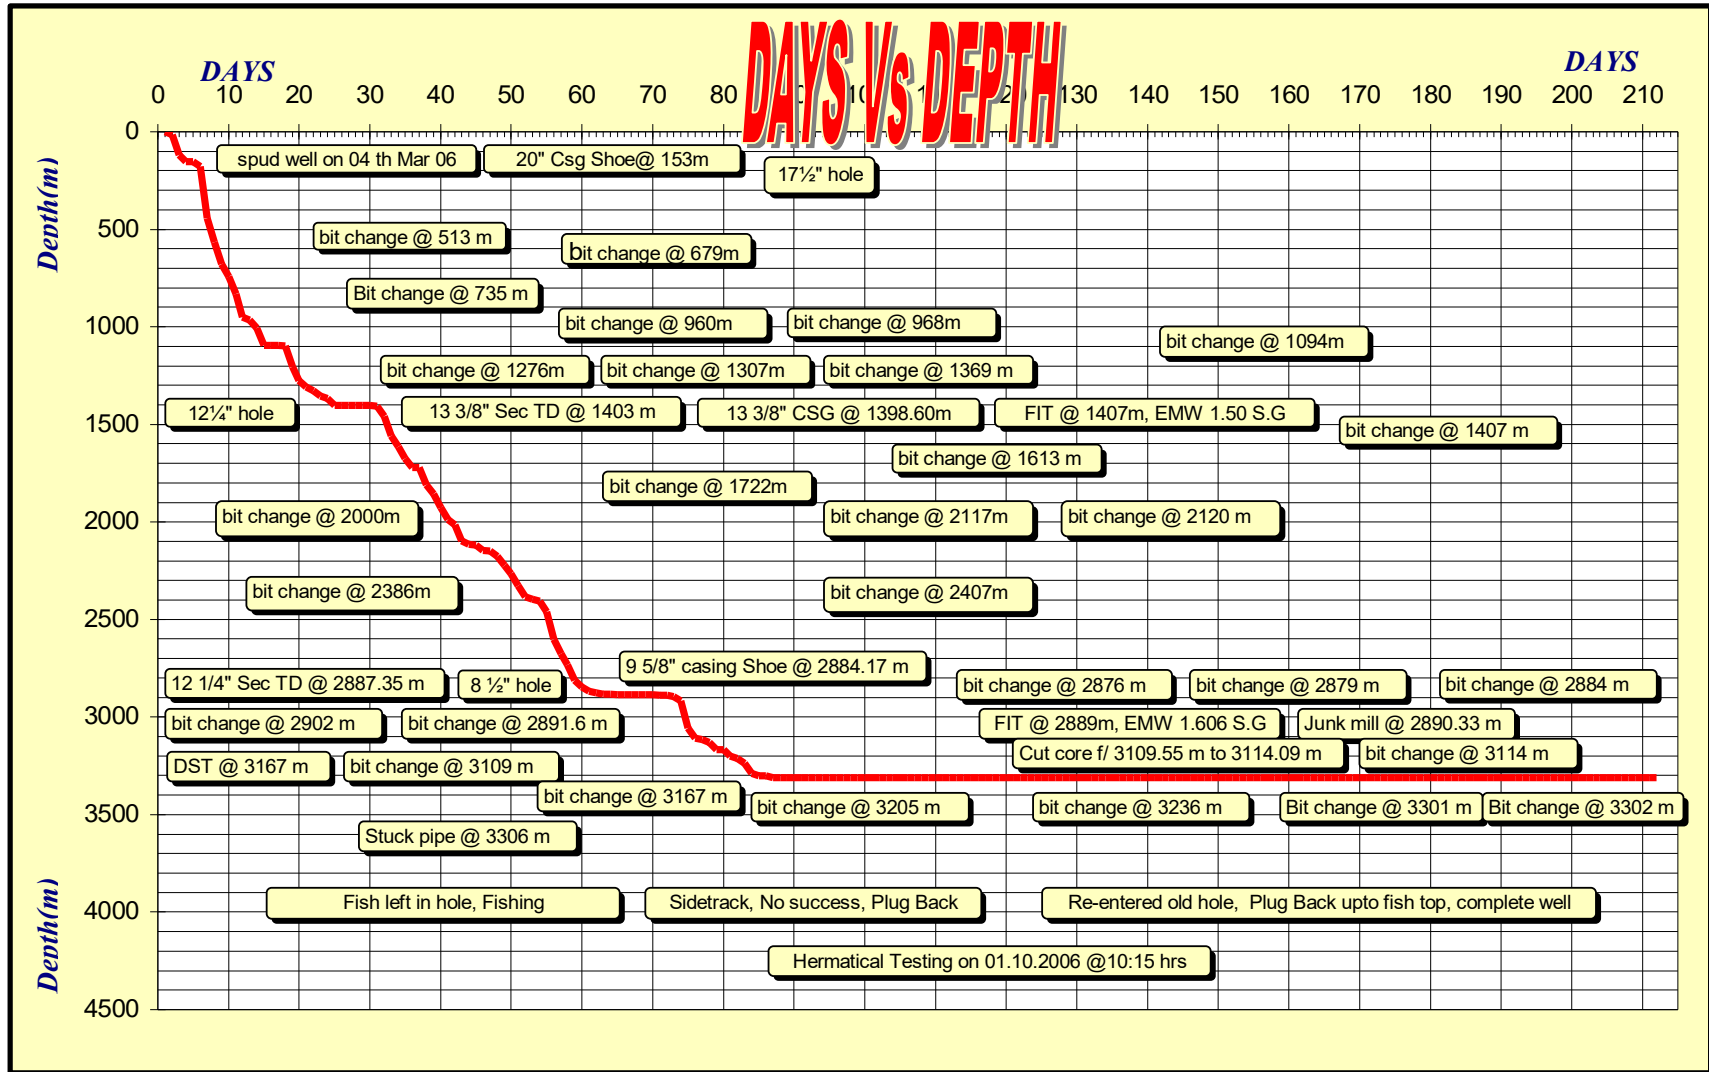 DAYS Vs DEPTH
DAYS
DAYS
0 10 20 30 40 50 60 70 80 120 130 140 150 160 170 180 190 200 210
0
Depth(m)
spud well on 04 th Mar 06
20" Csg Shoe@ 153m
17½" hole
500
bit change @ 513 m
bit change @ 679m
Bit change @ 735 m
1000
bit change @ 960m
bit change @ 968m
bit change @ 1094m
bit change @ 1276m
bit change @ 1307m
bit change @ 1369 m
12¼" hole
13 3/8" Sec TD @ 1403 m
13 3/8" CSG @ 1398.60m
FIT @ 1407m, EMW 1.50 S.G
bit change @ 1407 m
1500
bit change @ 1613 m
bit change @ 1722m
2000
bit change @ 2000m
bit change @ 2117m
bit change @ 2120 m
bit change @ 2386m
bit change @ 2407m
2500
9 5/8" casing Shoe @ 2884.17 m
12 1/4" Sec TD @ 2887.35 m
8 ½" hole
bit change @ 2876 m
bit change @ 2879 m
bit change @ 2884 m
3000
bit change @ 2902 m
bit change @ 2891.6 m
FIT @ 2889m, EMW 1.606 S.G
Junk mill @ 2890.33 m
Cut core f/ 3109.55 m to 3114.09 m
bit change @ 3114 m
DST @ 3167 m
bit change @ 3109 m
bit change @ 3167 m
bit change @ 3205 m
bit change @ 3236 m
Bit change @ 3301 m
Bit change @ 3302 m
3500
Stuck pipe @ 3306 m
Depth(m)
4000
Fish left in hole, Fishing
Sidetrack, No success, Plug Back
Re-entered old hole, Plug Back upto fish top, complete well
Hermatical Testing on 01.10.2006 @10:15 hrs
4500